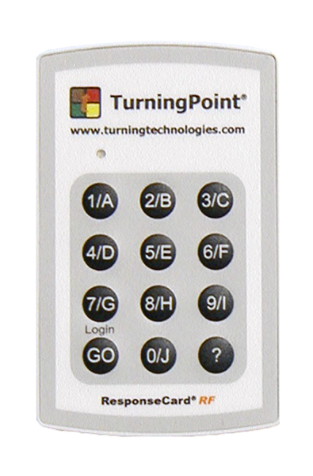 TurningPoint®
www.turningtechnologies.com
1/A 2/B 3/C
4/D 5/E 6/F
7/G 8/H 9/I
Login
GO 0/J ?
ResponseCard® RF